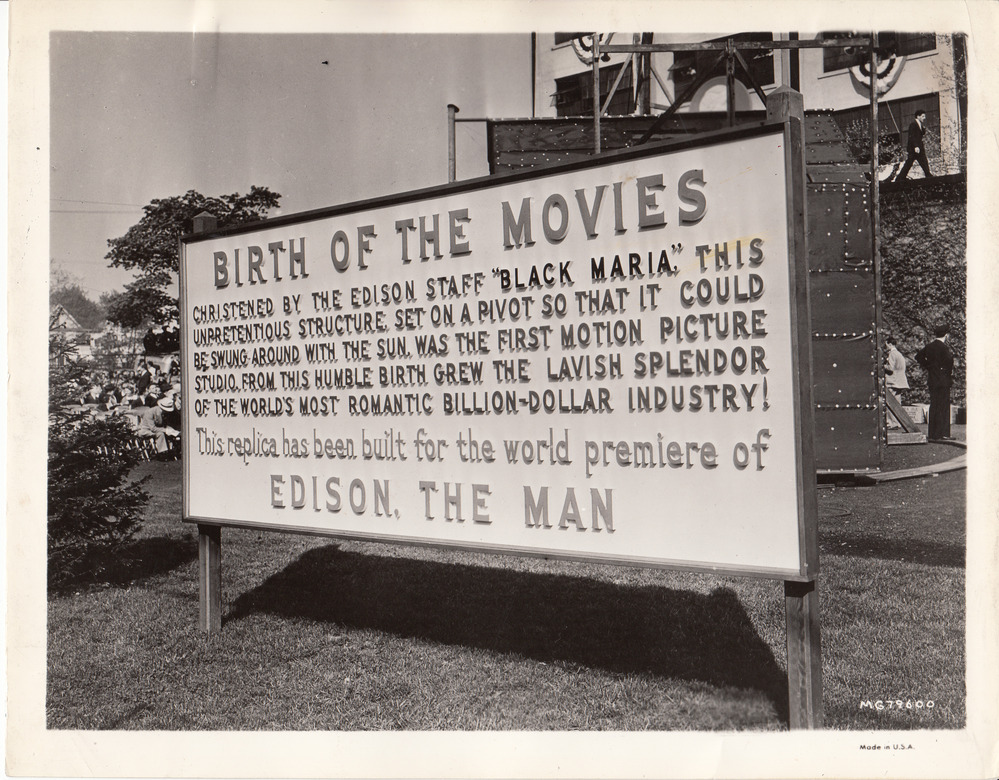 BIRTH OF THE MOVIES
CHRISTENED BY THE EDISON STAFF "BLACK MARIA," THIS
UNPRETENTIOUS STRUCTURE, SET ON A PIVOT SO THAT IT COULD
BE SWUNG AROUND WITH THE SUN, WAS THE FIRST MOTION PICTURE
STUDIO. FROM THIS HUMBLE BIRTH GREW THE LAVISH SPLENDOR
OF THE WORLD'S MOST ROMANTIC BILLION-DOLLAR INDUSTRY!
This replica has been built for the world premiere of
EDISON, THE MAN
MG79600
Made in U.S.A.